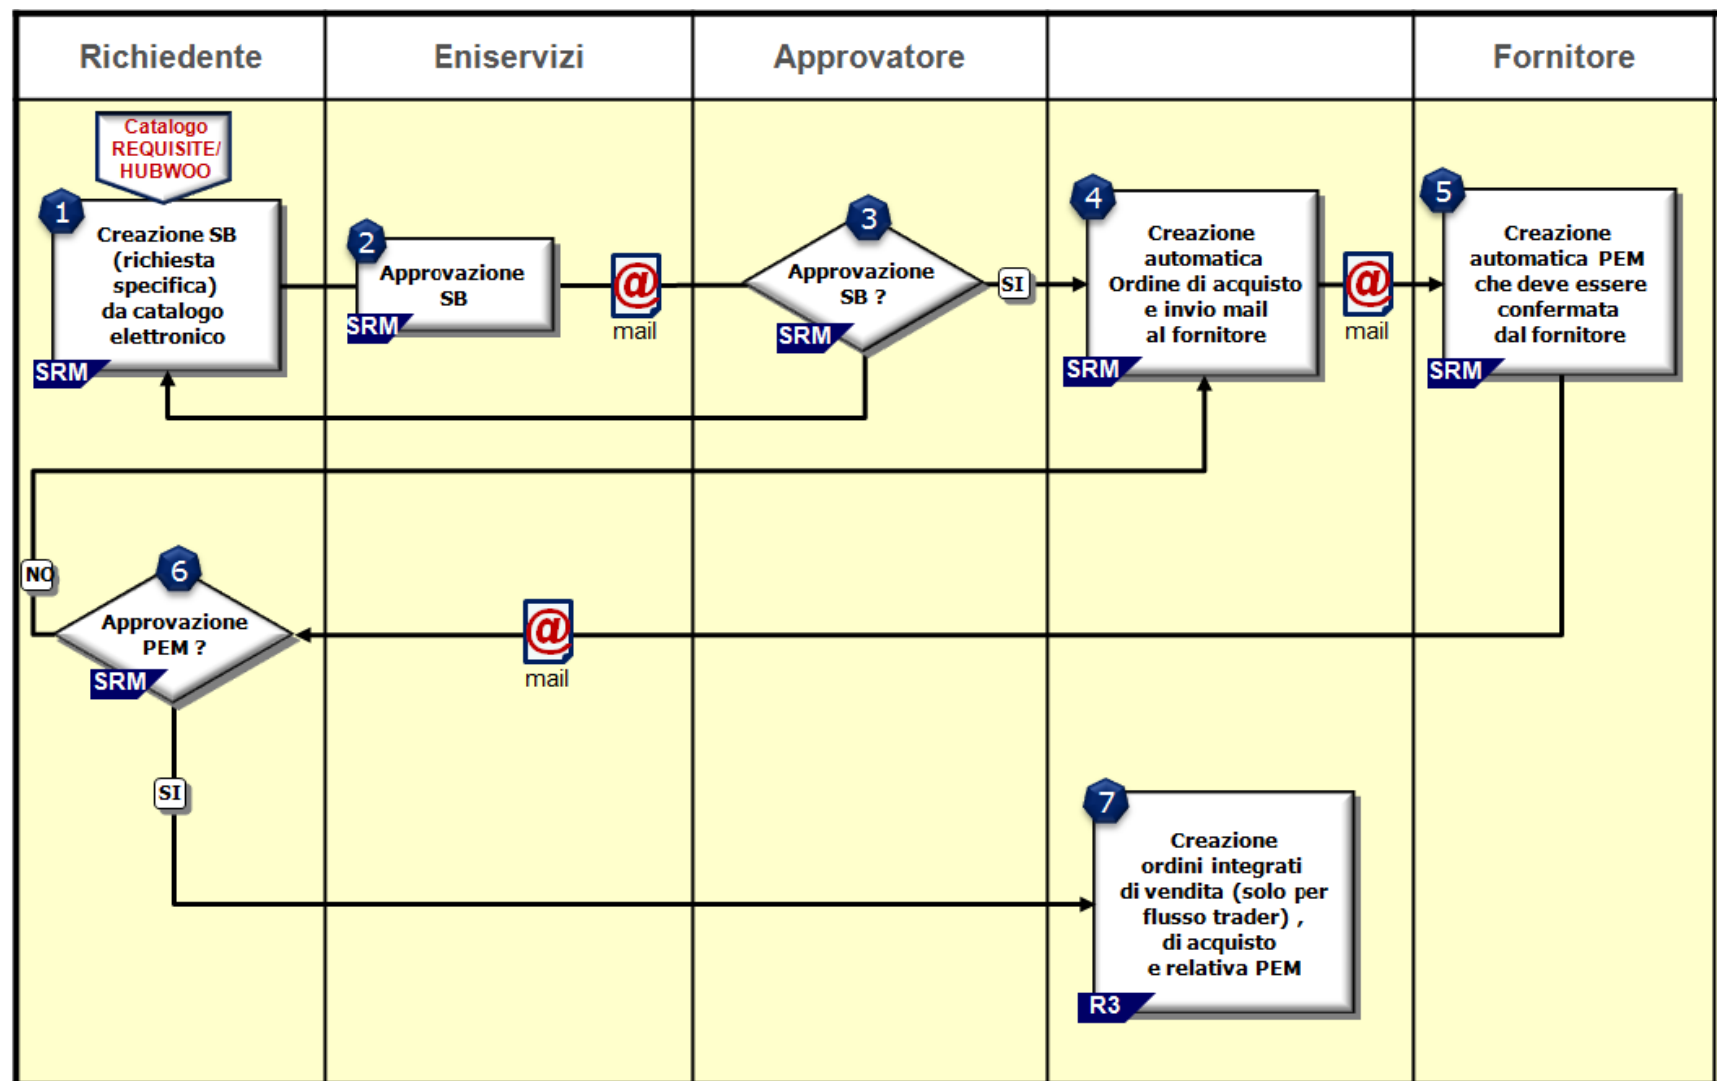 Richiedente
Eniservizi
Approvatore
Fornitore
Catalogo
REQUISITE/
HUBWOO
1
Creazione SB
(richiesta
specifica)
da catalogo
elettronico
SRM
2
Approvazione
SB
SRM
@
mail
3
Approvazione
SB ?
SRM
SI
4
Creazione
automatica
Ordine di acquisto
e invio mail
al fornitore
SRM
@
mail
5
Creazione
automatica PEM
che deve essere
confermata
dal fornitore
SRM
NO
6
Approvazione
PEM ?
SRM
@
mail
SI
7
Creazione
ordini integrati
di vendita (solo per
flusso trader) ,
di acquisto
e relativa PEM
R3